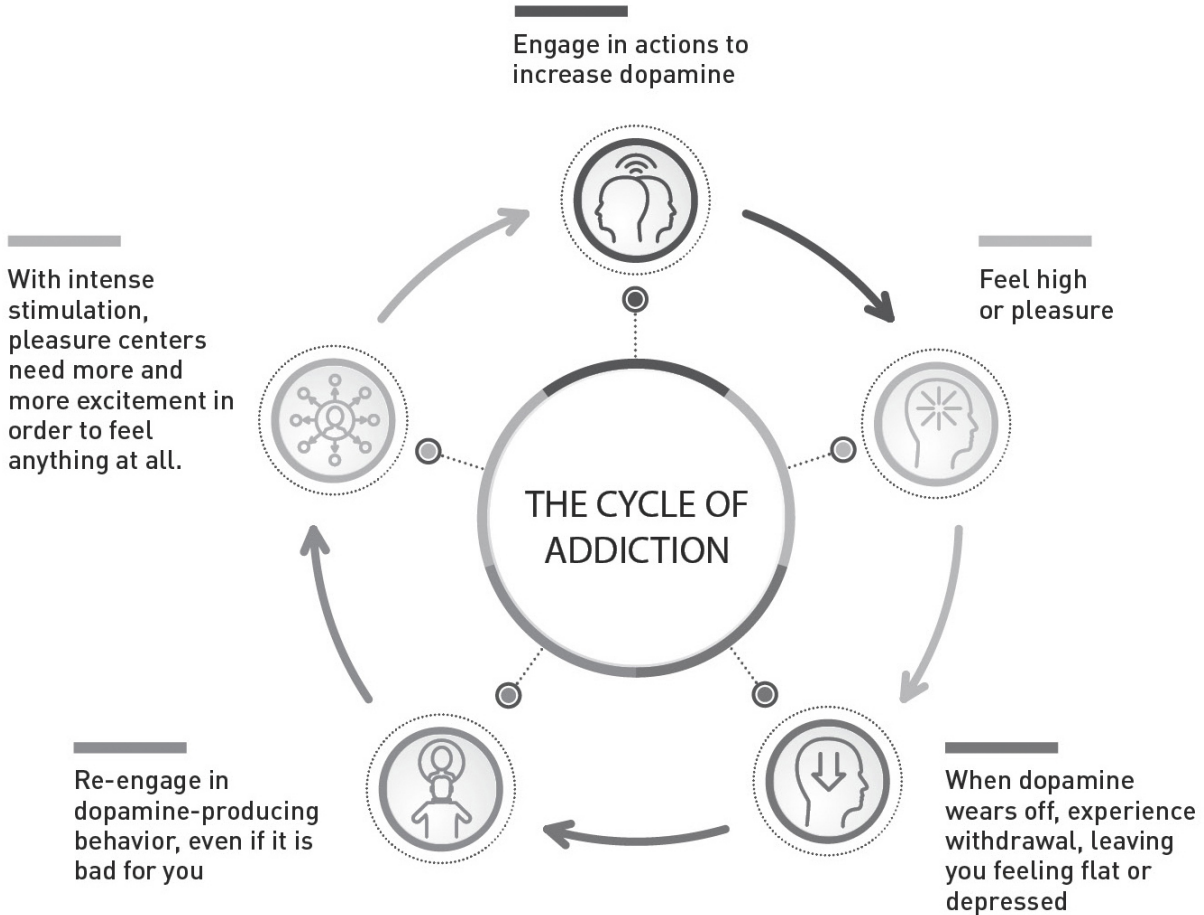 Engage in actions to
increase dopamine
Feel high
or pleasure
When dopamine
wears off, experience
withdrawal, leaving
you feeling flat or
depressed
Re-engage in
dopamine-producing
behavior, even if it is
bad for you
With intense
stimulation,
pleasure centers
need more and
more excitement in
order to feel
anything at all.
THE CYCLE OF
ADDICTION